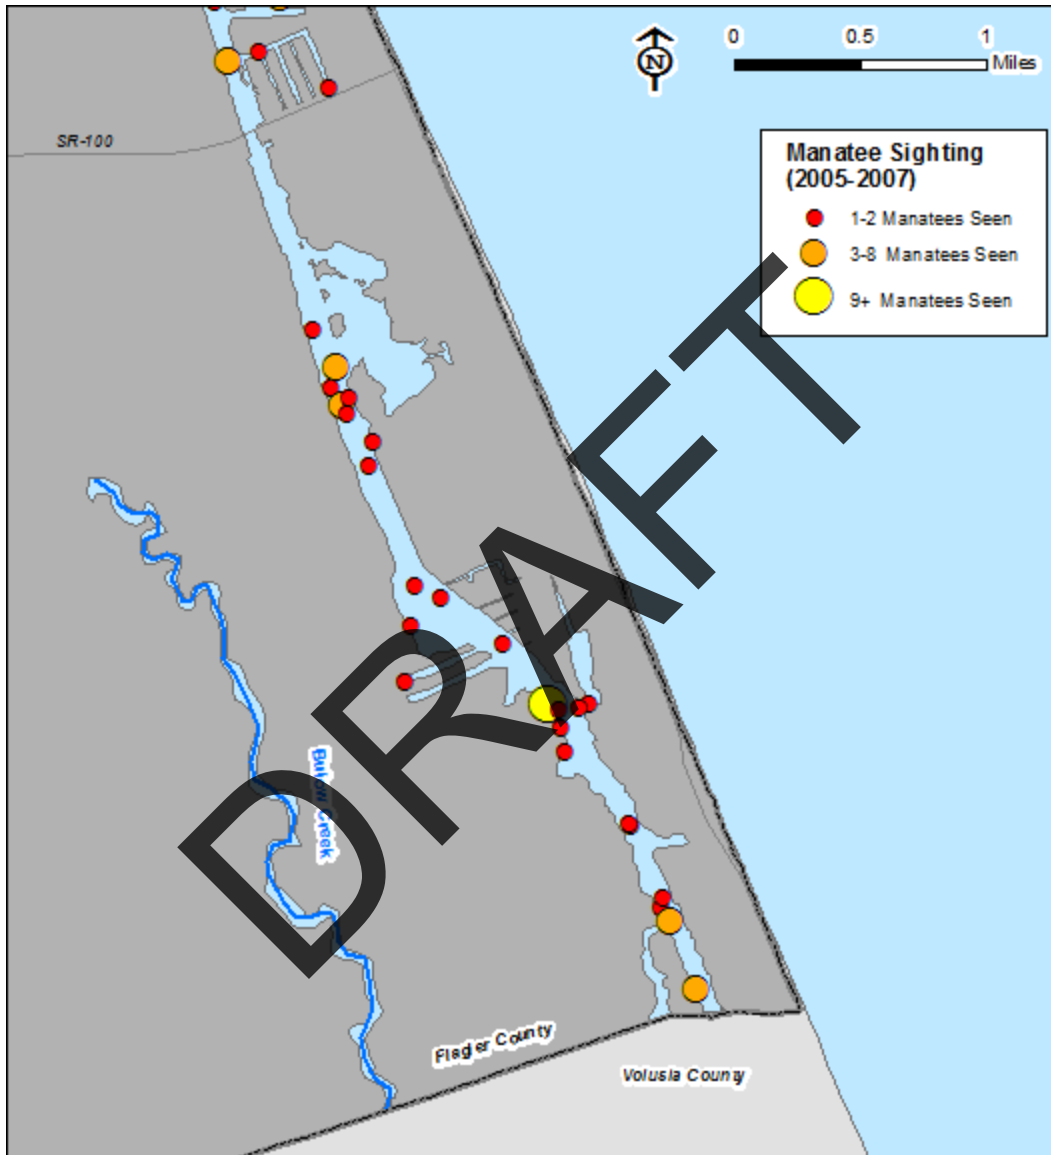 0 0.5 1
Miles
N
SR-100
Manatee Sighting
(2005-2007)
1-2 Manatees Seen
3-8 Manatees Seen
9+ Manatees Seen
DRAFT
Bulow Creek
Flagler County
Volusia County